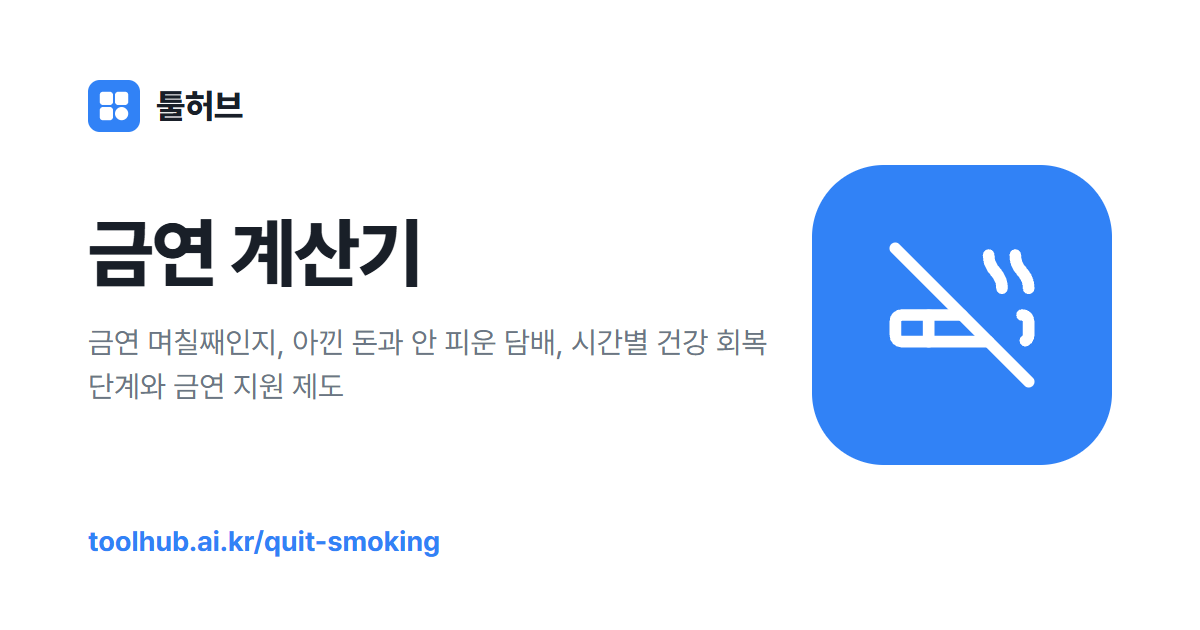 툴허브
금연 계산기
금연 며칠째인지, 아낀 돈과 안 피운 담배, 시간별 건강 회복
단계와 금연 지원 제도
toolhub.ai.kr/quit-smoking